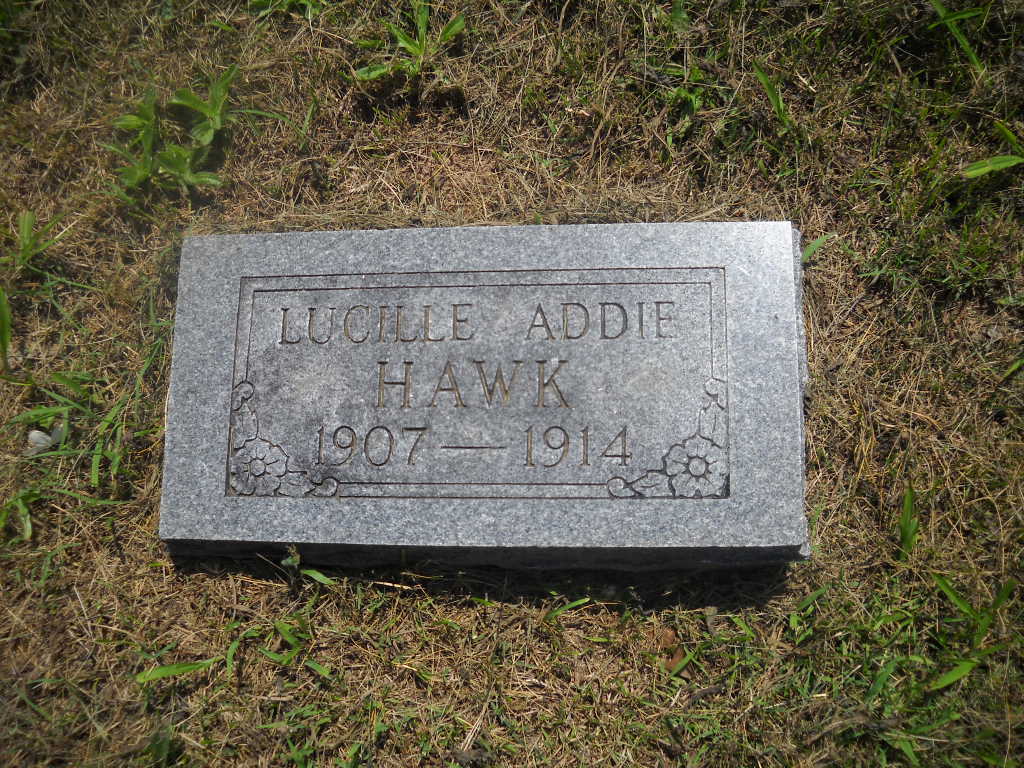 LUCILLE ADDIE
HAWK
1907 — 1914